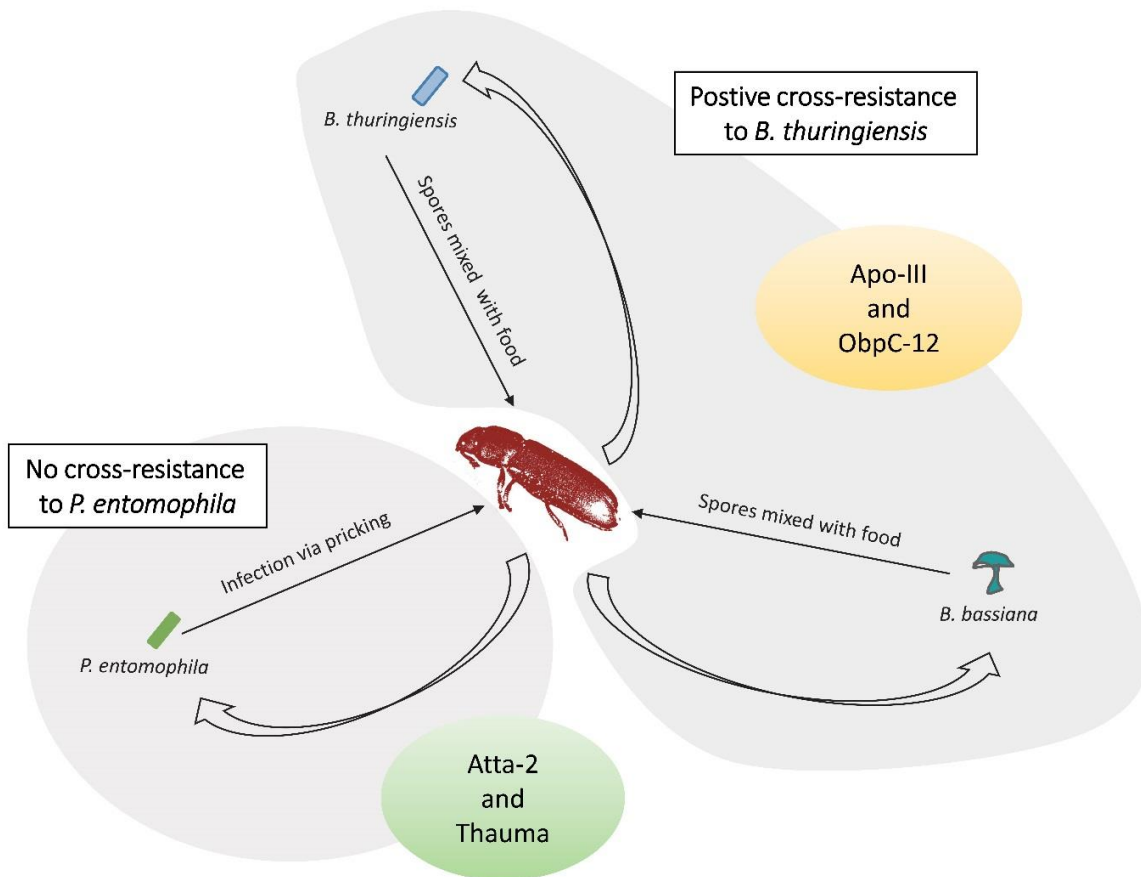 B. thuringiensis
Postive cross-resistance
to B. thuringiensis
Spores mixed with food
Apo-III
and
ObpC-12
No cross-resistance
to P. entomophila
Infection via pricking
Spores mixed with food
B. bassiana
P. entomophila
Atta-2
and
Thauma